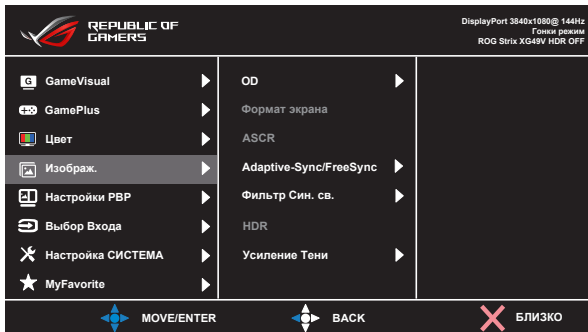 REPUBLIC OF
GAMERS
DisplayPort 3840x1080@ 144Hz
Гонки режим
ROG Strix XG49V HDR OFF
G GameVisual
GamePlus
Цвет
Изображ.
Настройки PBP
Выбор Входа
Настройка СИСТЕМА
MyFavorite
OD
Формат экрана
ASCR
Adaptive-Sync/FreeSync
Фильтр Син. св.
HDR
Усиление Тени
MOVE/ENTER
BACK
БЛИЗКО